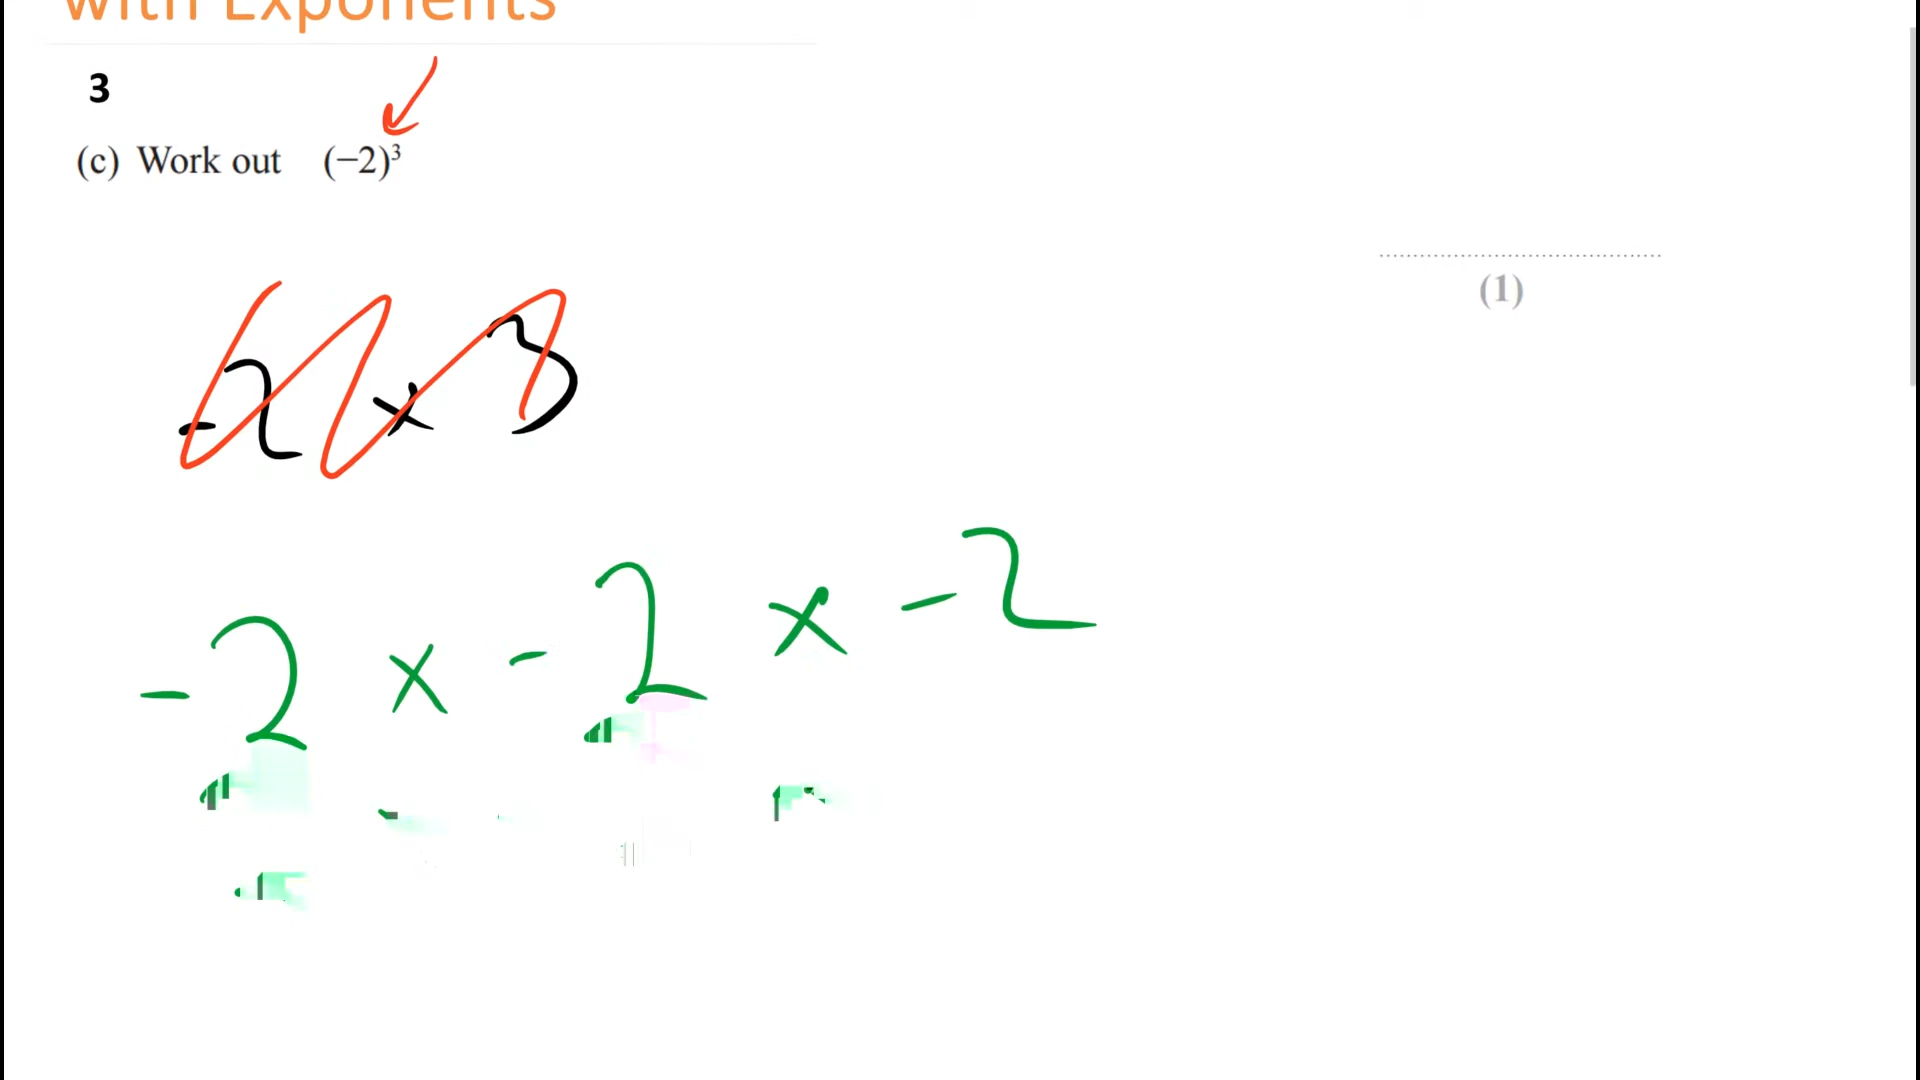 with Exponents
3
(c) Work out (−2)³
(1)
-2 x 3
-2 x -2 x -2